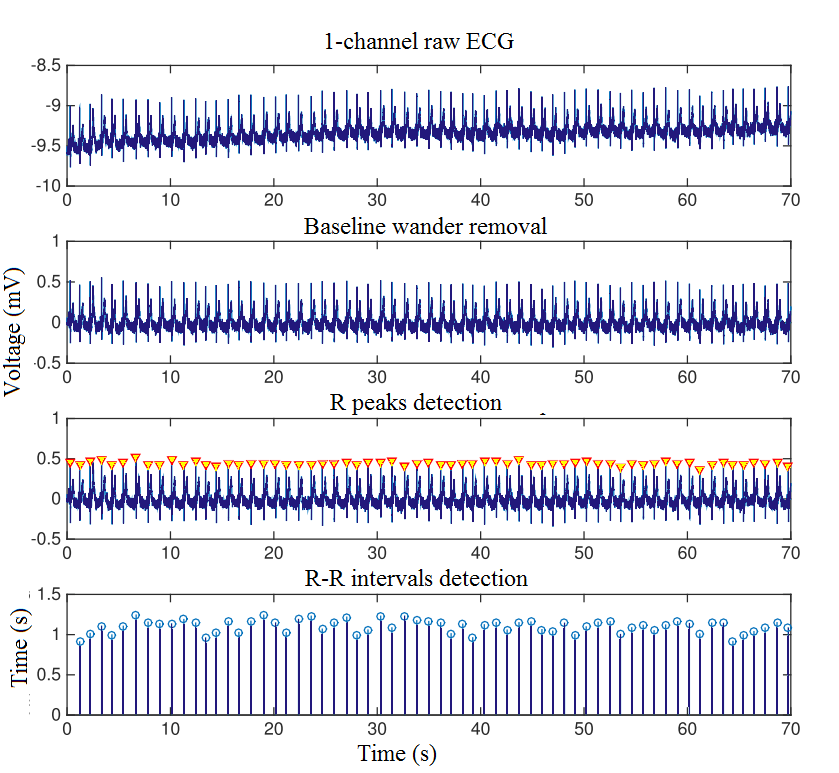 1-channel raw ECG
-8.5
-9
-9.5
-10
0 10 20 30 40 50 60 70
Baseline wander removal
1
0.5
0
-0.5
0 10 20 30 40 50 60 70
Voltage (mV)
R peaks detection
1
0.5
0
-0.5
0 10 20 30 40 50 60 70
R-R intervals detection
1.5
1
0.5
0
0 10 20 30 40 50 60 70
Time (s)
Time (s)